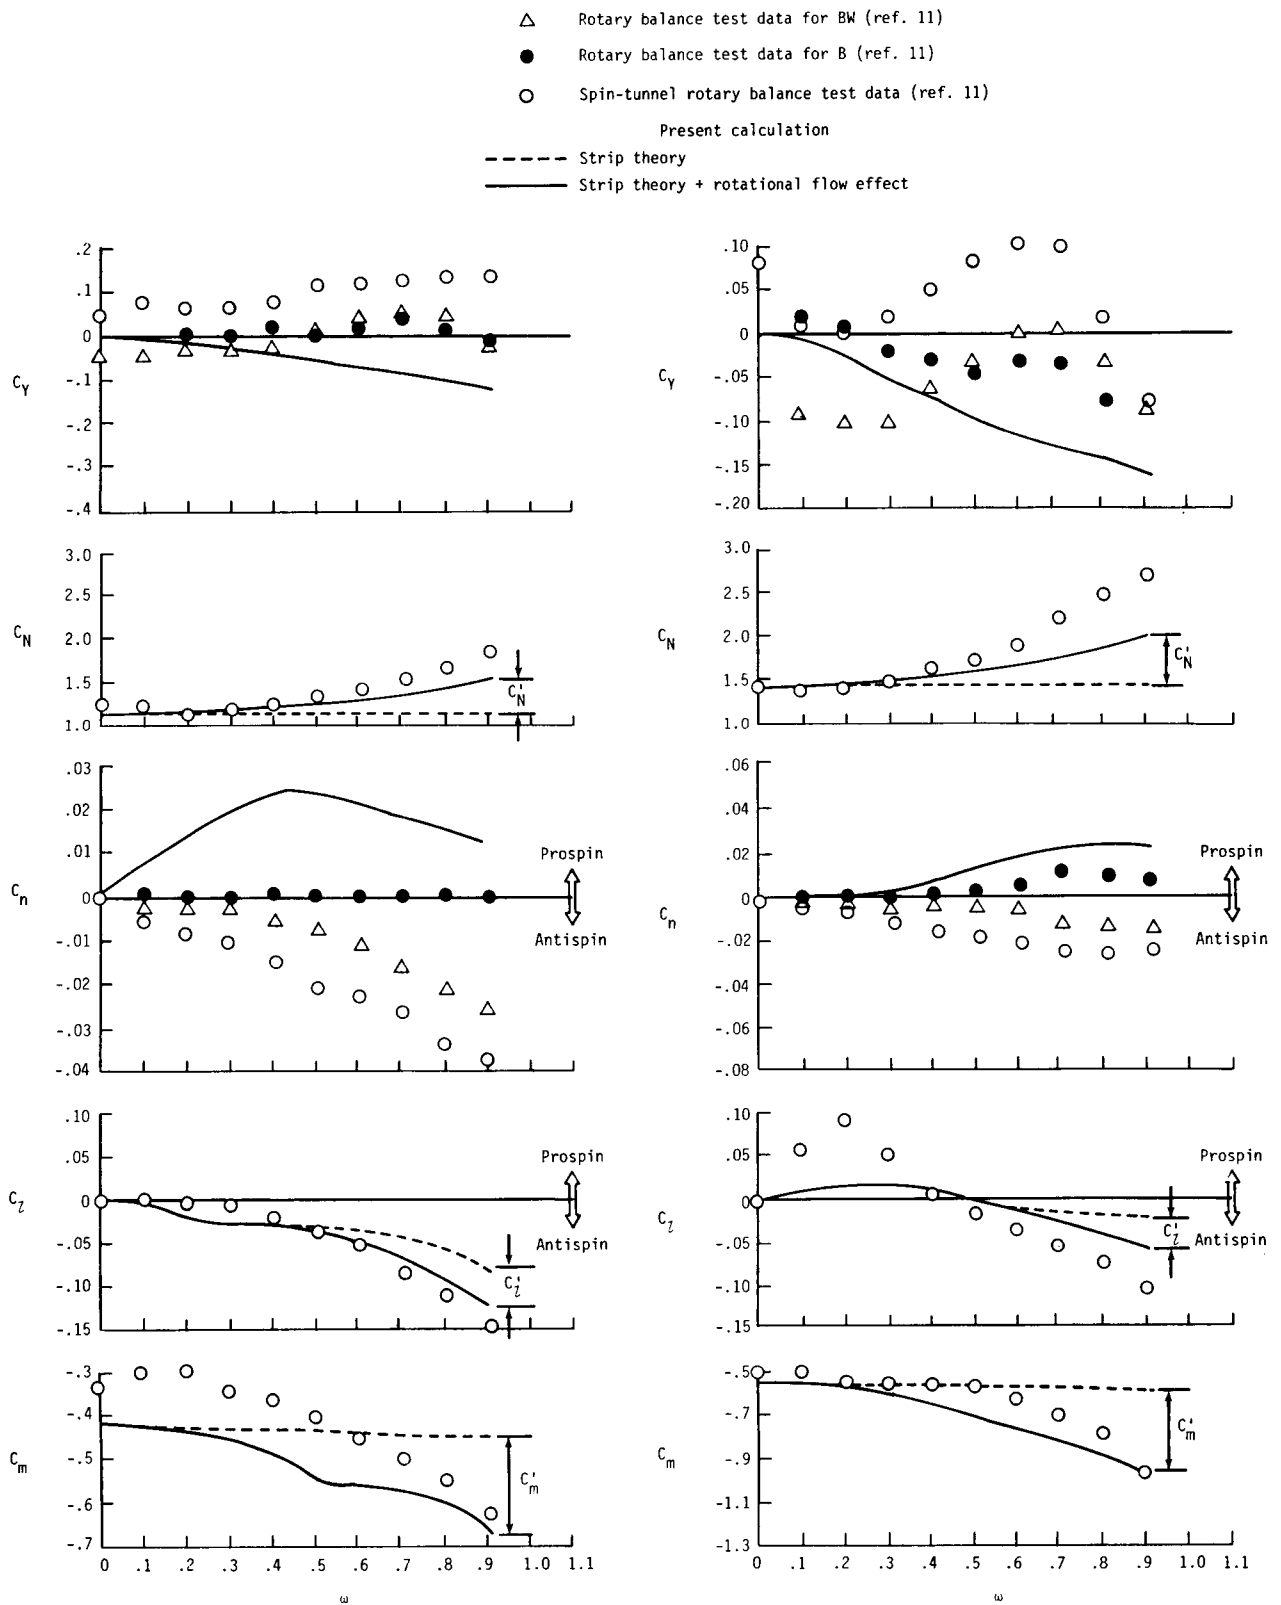 Rotary balance test data for BW (ref. 11)
Rotary balance test data for B (ref. 11)
Spin-tunnel rotary balance test data (ref. 11)
Present calculation
Strip theory
Strip theory + rotational flow effect
.2
.1
0
-.1
-.2
-.3
-.4
C_Y
.10
.05
0
-.05
-.10
-.15
-.20
C_Y
3.0
2.5
2.0
1.5
1.0
C_N
C'_N
3.0
2.5
2.0
1.5
1.0
C_N
C'_N
.03
.02
.01
0
-.01
-.02
-.03
-.04
C_n
Prospin
Antispin
.06
.04
.02
0
-.02
-.04
-.06
-.08
C_n
Prospin
Antispin
.10
.05
0
-.05
-.10
-.15
C_l
C'_l
Prospin
Antispin
.10
.05
0
-.05
-.10
-.15
C_l
C'_l
Prospin
Antispin
-.3
-.4
-.5
-.6
-.7
C_m
C'_m
0 .1 .2 .3 .4 .5 .6 .7 .8 .9 1.0 1.1
ω
-.5
-.7
-.9
-1.1
-1.3
C_m
C'_m
0 .1 .2 .3 .4 .5 .6 .7 .8 .9 1.0 1.1
ω